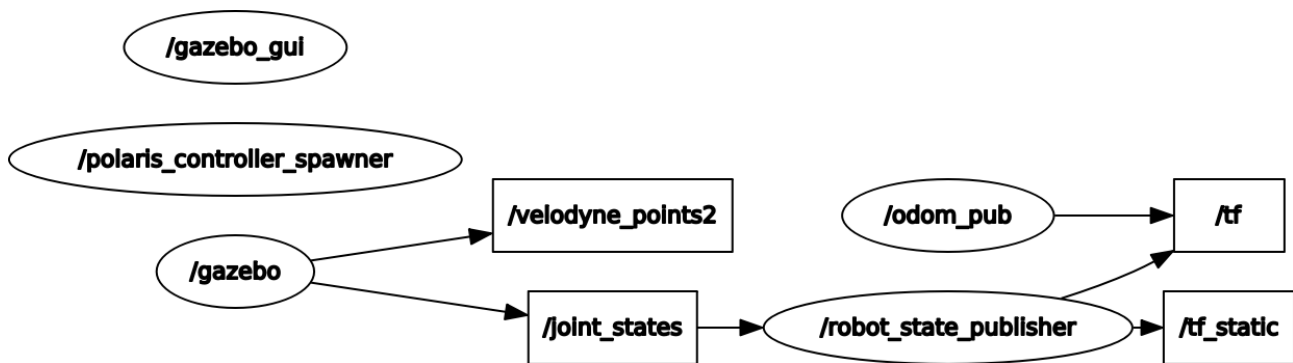 /gazebo_gui
/polaris_controller_spawner
/velodyne_points2
/odom_pub
/tf
/gazebo
/joint_states
/robot_state_publisher
/tf_static